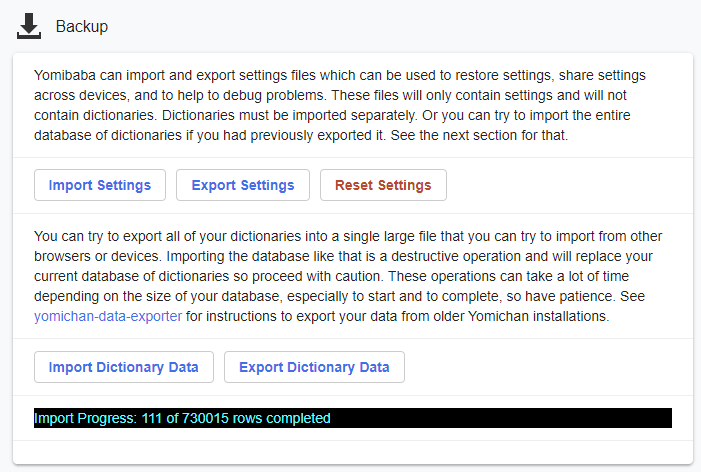 Backup
Yomibaba can import and export settings files which can be used to restore settings, share settings
across devices, and to help to debug problems. These files will only contain settings and will not
contain dictionaries. Dictionaries must be imported separately. Or you can try to import the entire
database of dictionaries if you had previously exported it. See the next section for that.
Import Settings Export Settings Reset Settings
You can try to export all of your dictionaries into a single large file that you can try to import from other
browsers or devices. Importing the database like that is a destructive operation and will replace your
current database of dictionaries so proceed with caution. These operations can take a lot of time
depending on the size of your database, especially to start and to complete, so have patience. See
yomichan-data-exporter for instructions to export your data from older Yomichan installations.
Import Dictionary Data Export Dictionary Data
Import Progress: 111 of 730015 rows completed